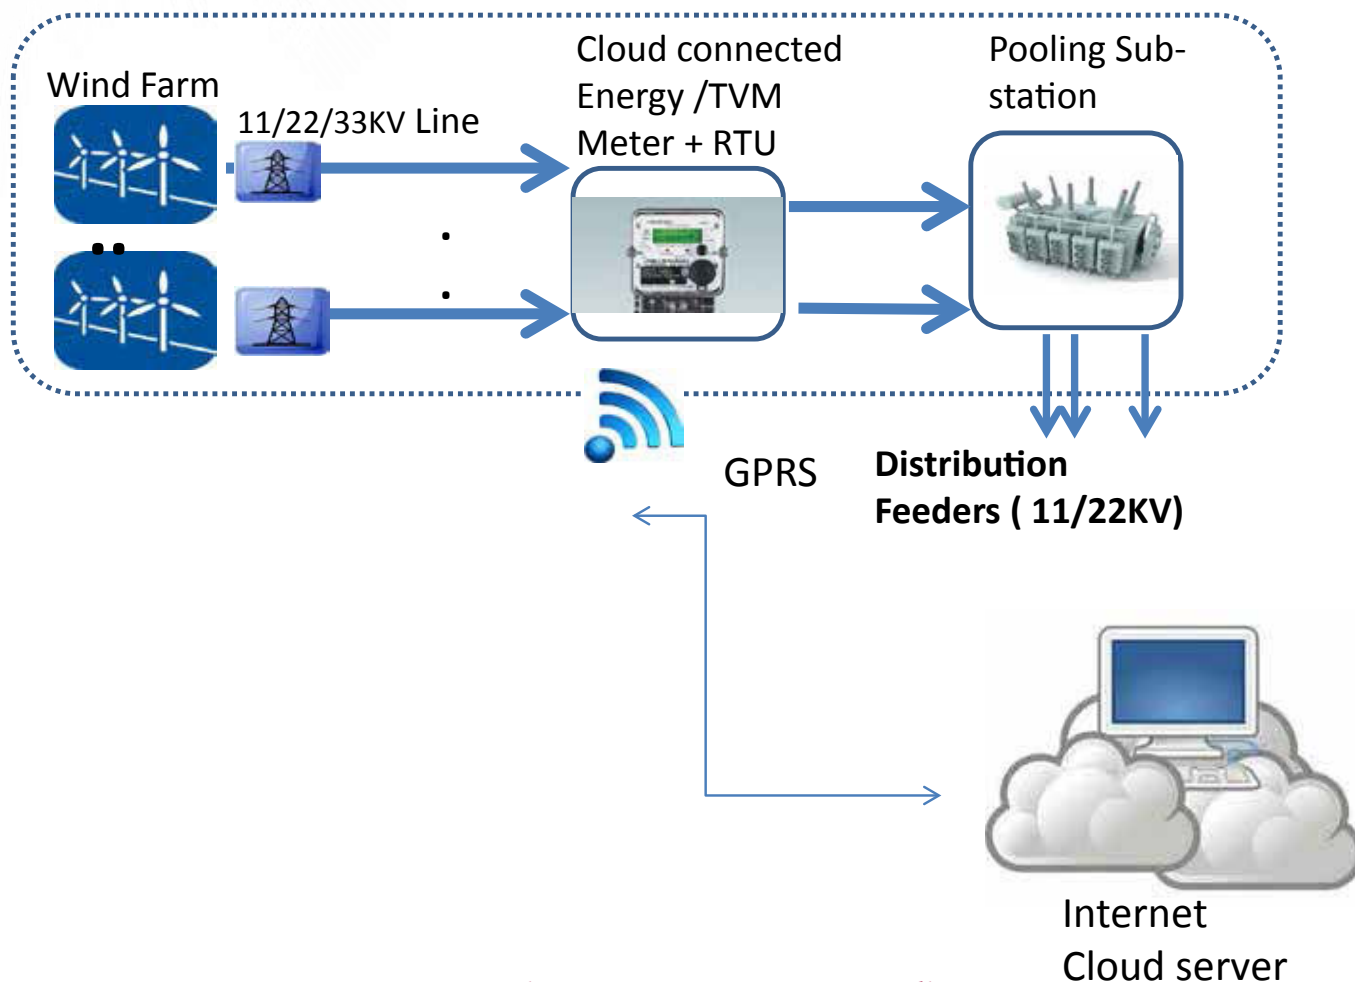 Wind Farm
11/22/33KV Line
Cloud connected
Energy /TVM
Meter + RTU
Pooling Sub-
station
GPRS
Distribution
Feeders ( 11/22KV)
Internet
Cloud server